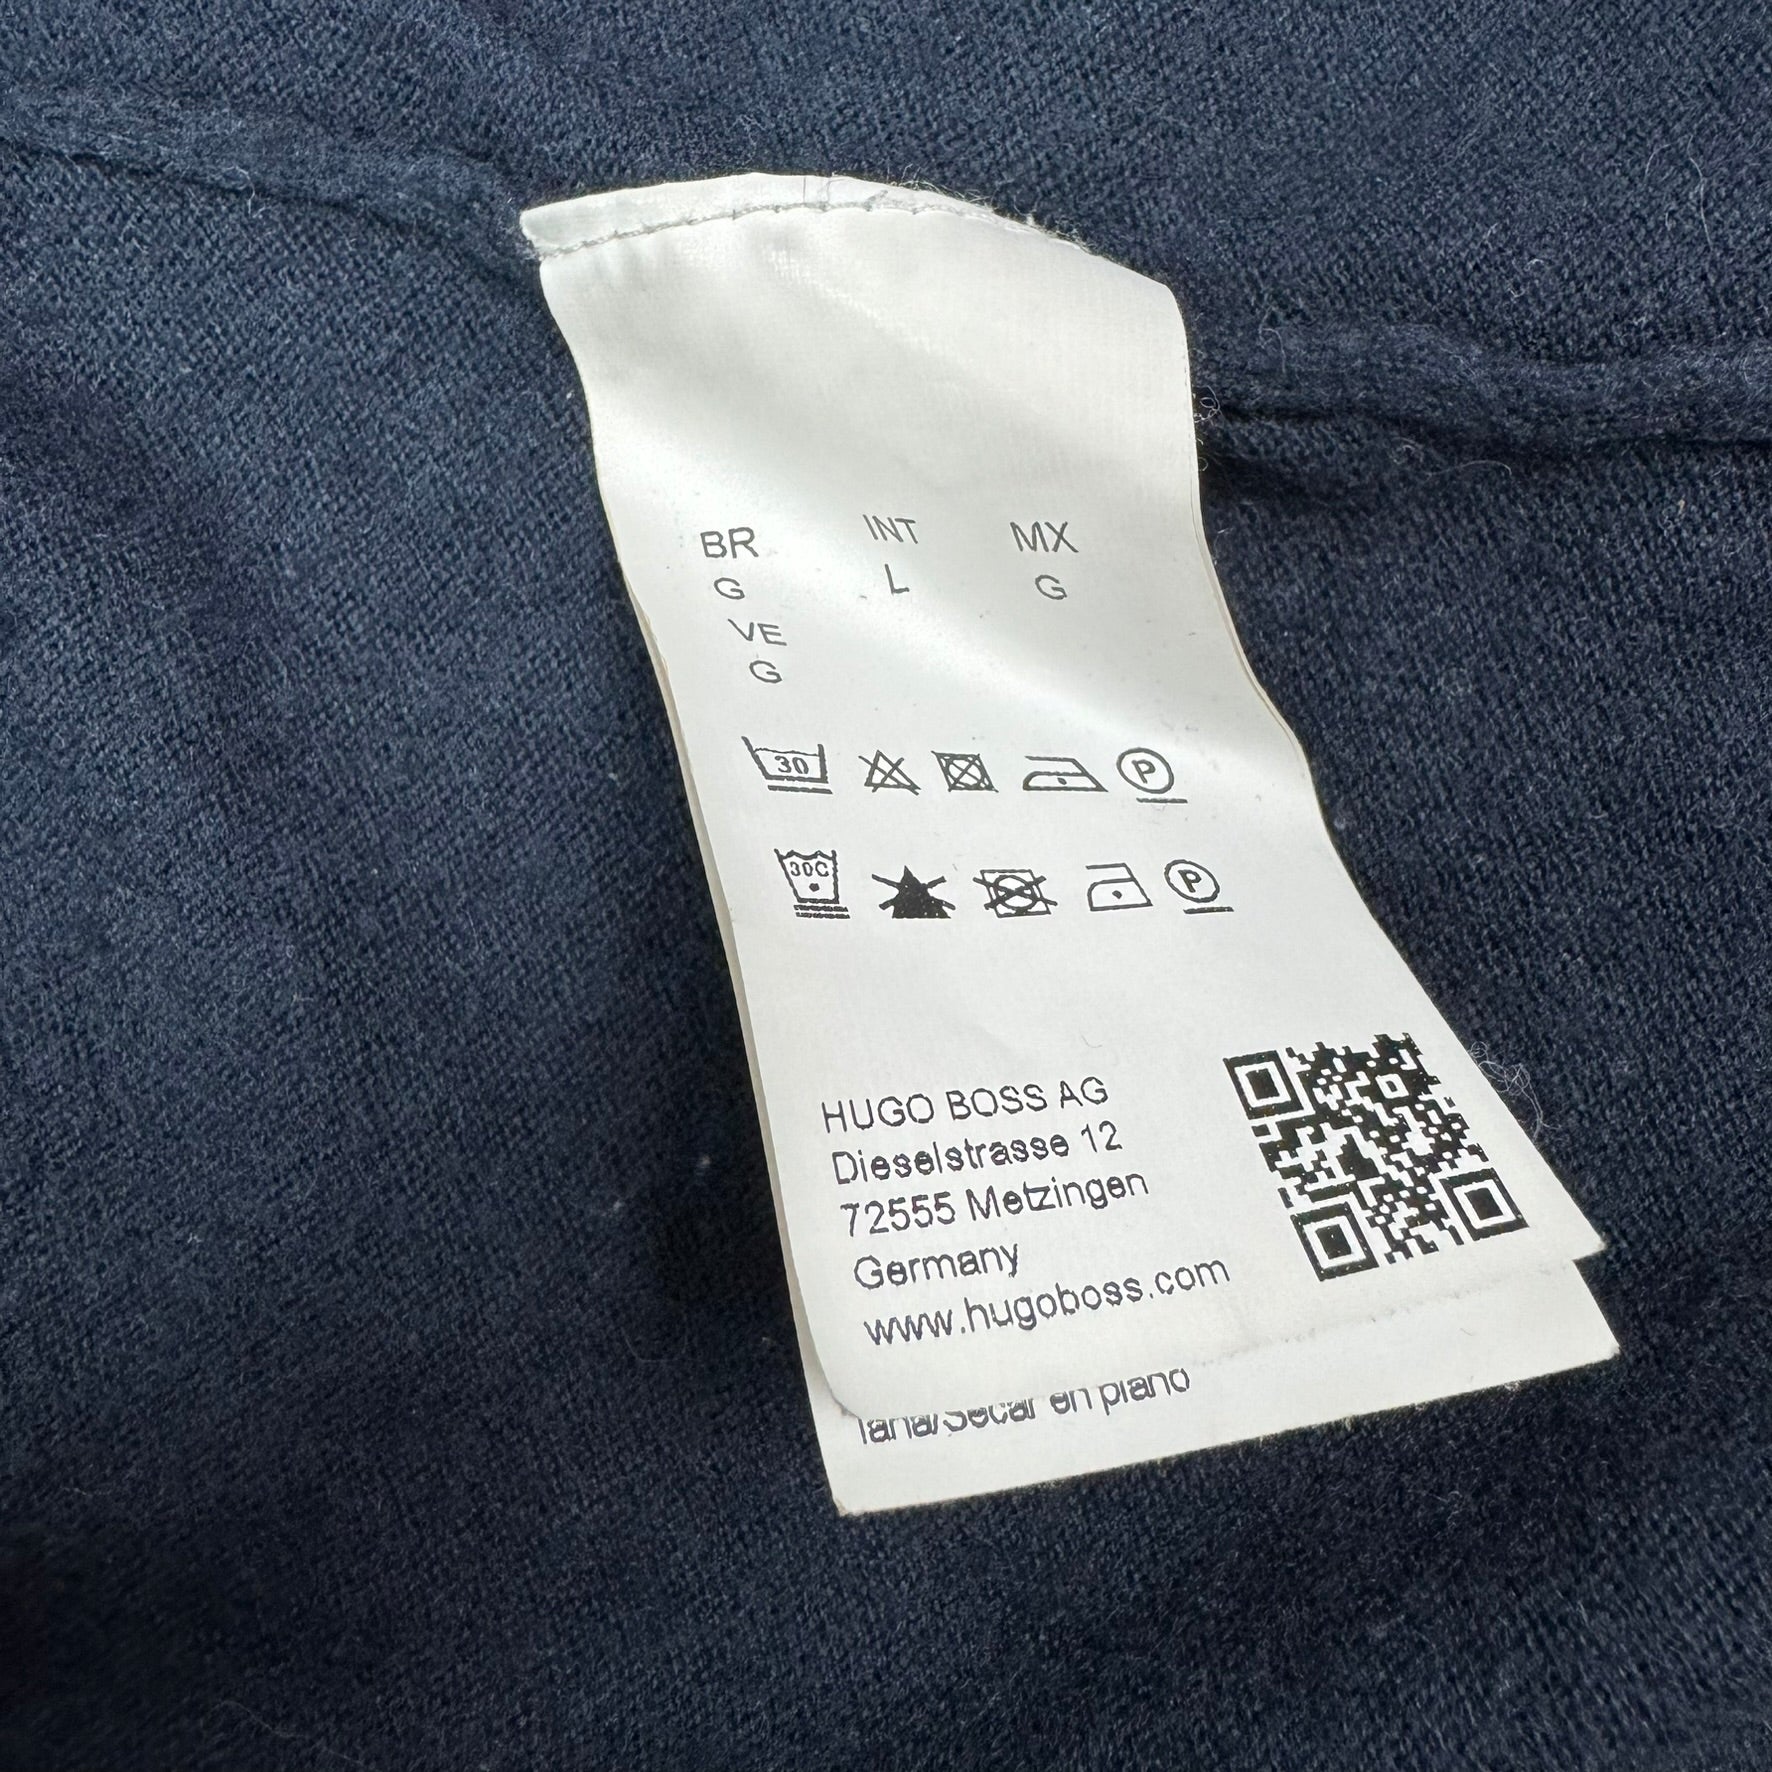 BR INT MX
G L G
VE
G
30 P
30C P
HUGO BOSS AG
Dieselstrasse 12
72555 Metzingen
Germany
www.hugoboss.com
lana/Secar en plano